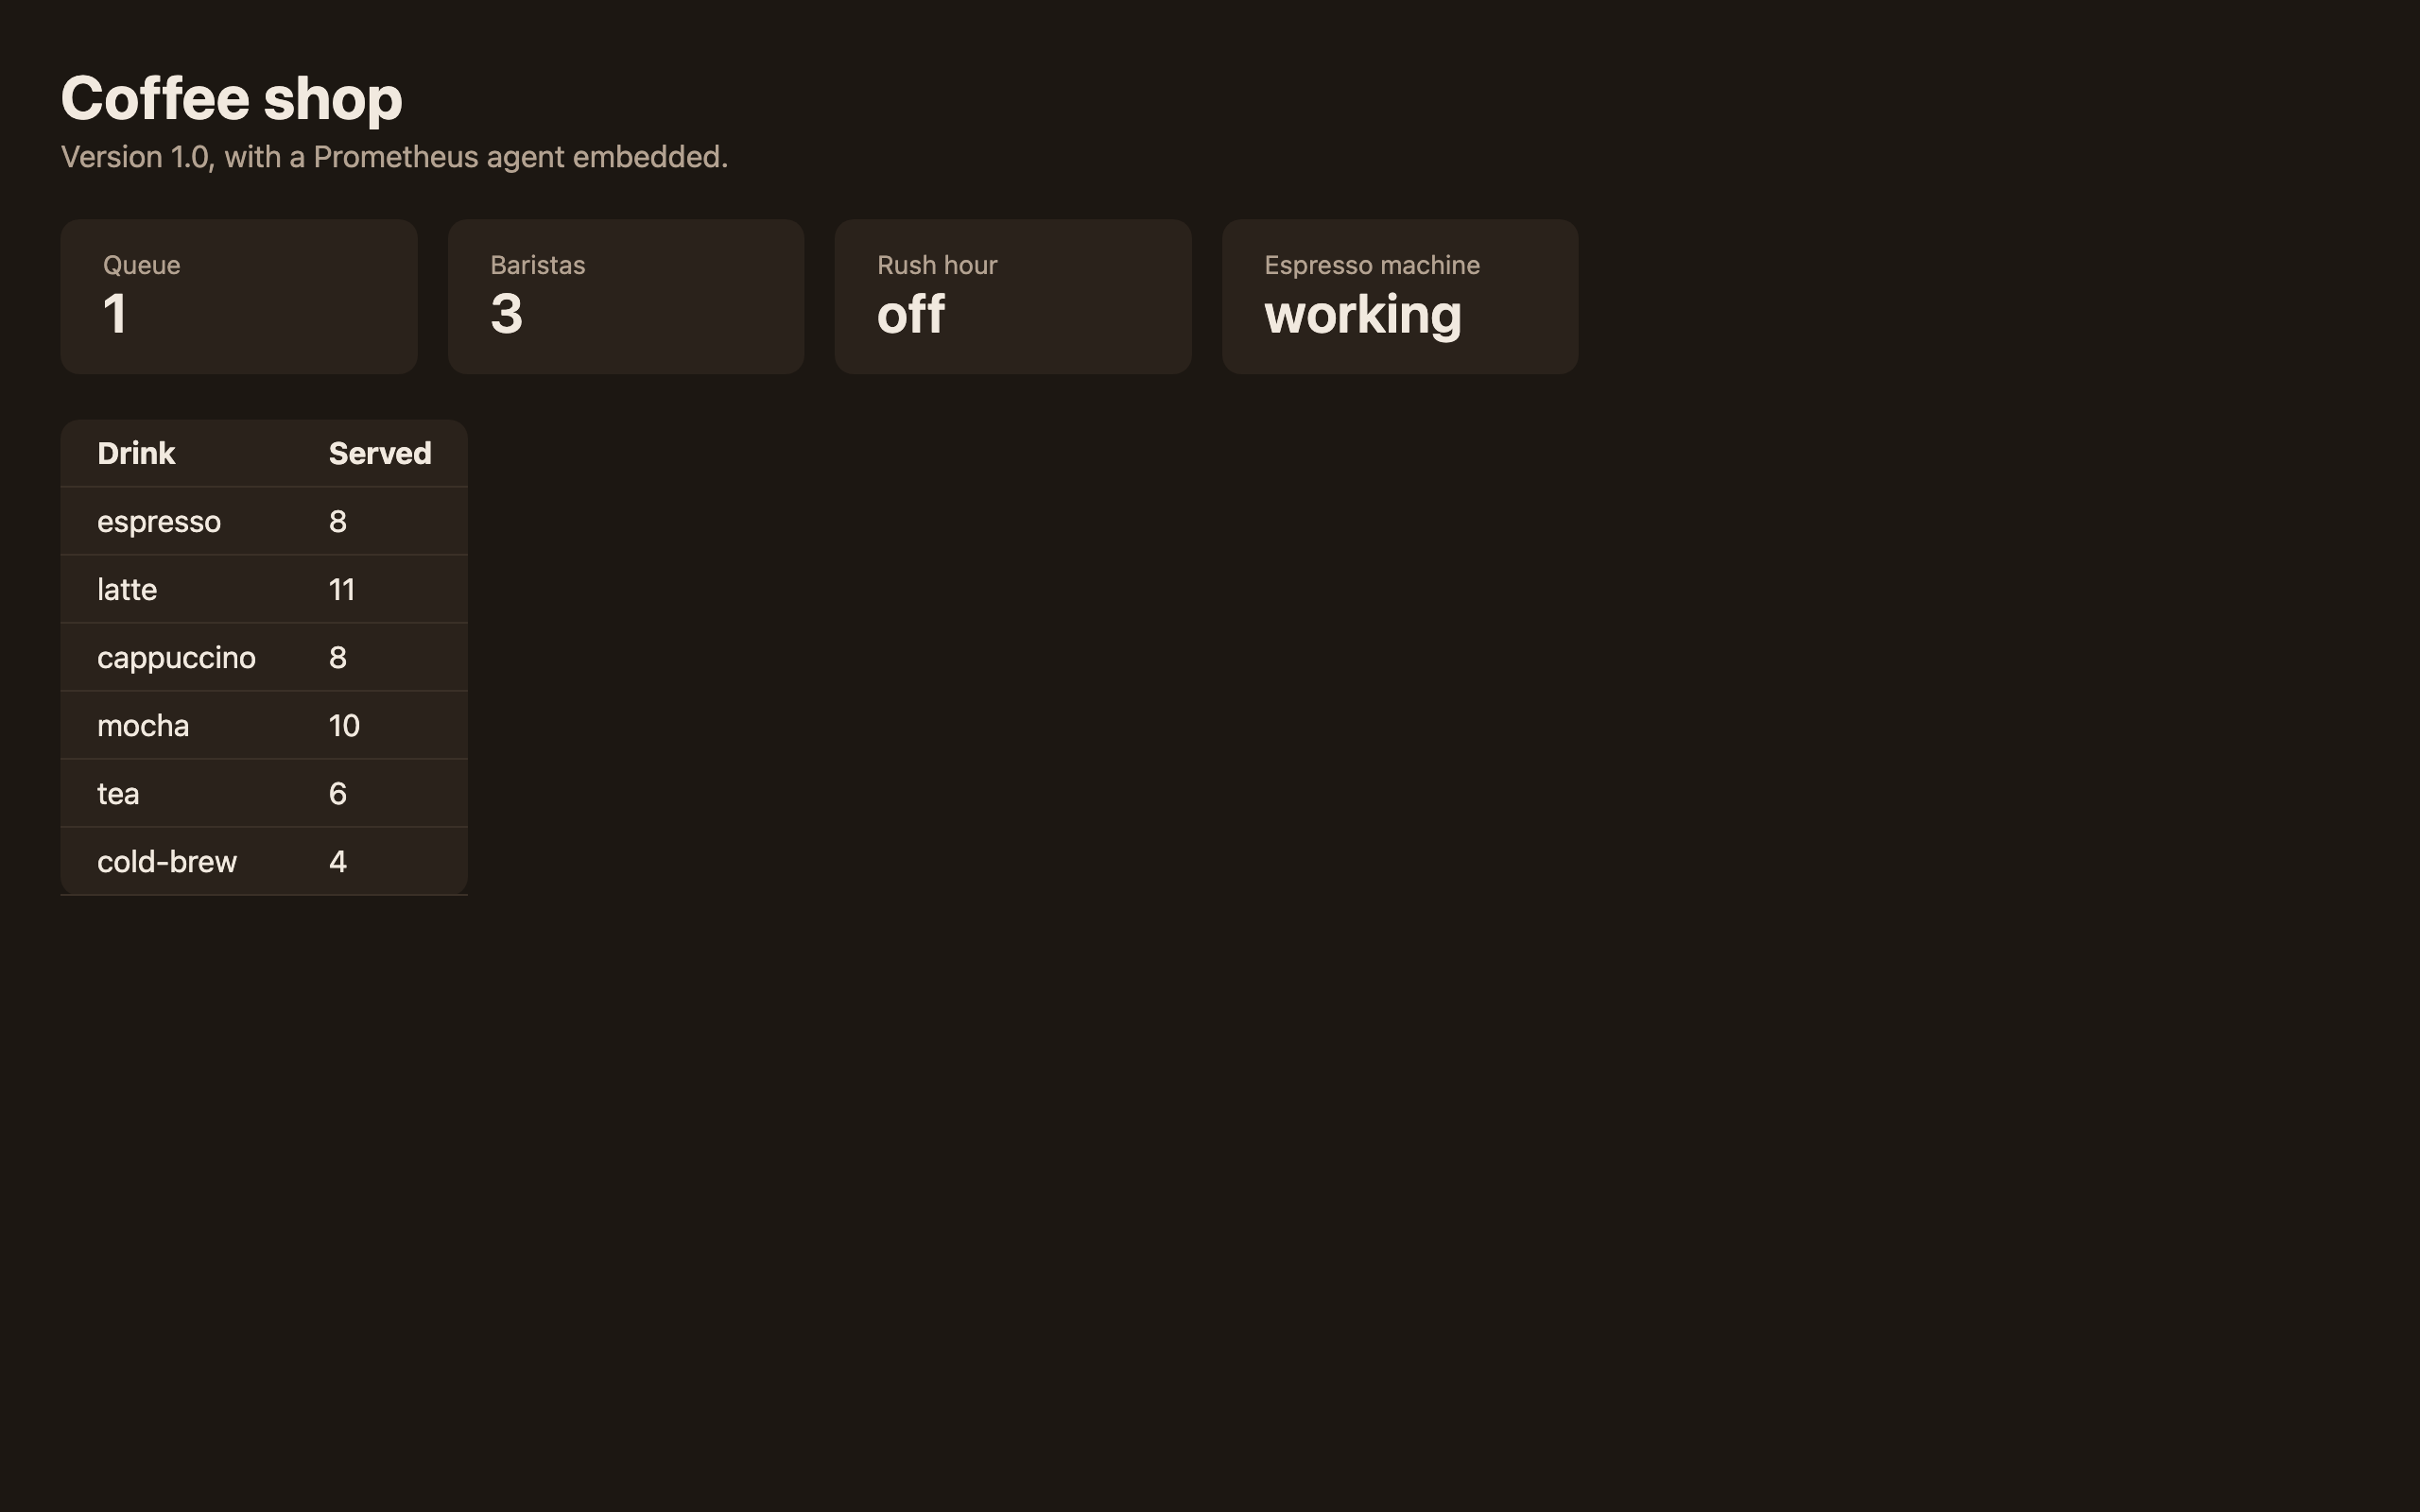 Coffee shop
Version 1.0, with a Prometheus agent embedded.
Queue
1
Baristas
3
Rush hour
off
Espresso machine
working
Drink Served
espresso 8
latte 11
cappuccino 8
mocha 10
tea 6
cold-brew 4